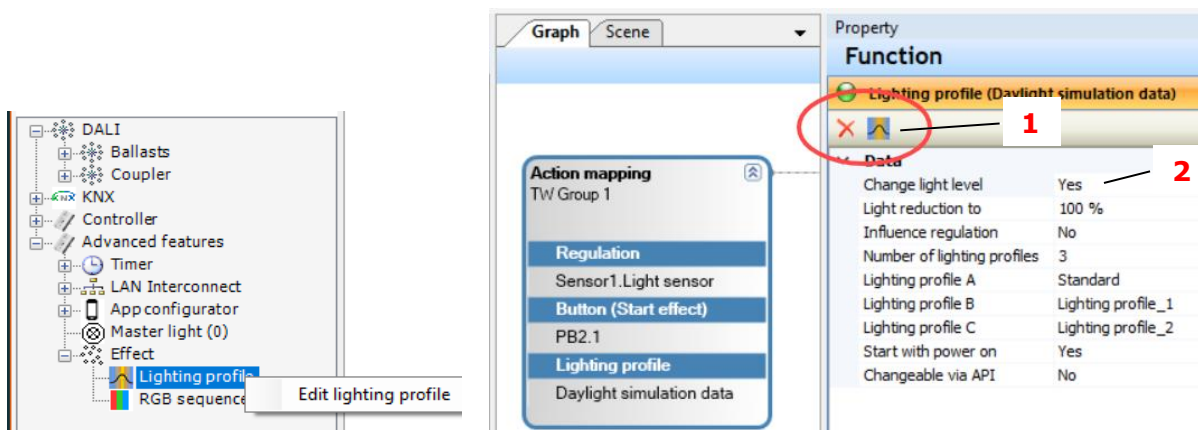 DALI
Ballasts
Coupler
KNX KNX
Controller
Advanced features
Timer
LAN Interconnect
App configurator
Master light (0)
Effect
Lighting profile
RGB sequence
Edit lighting profile
Graph Scene
Action mapping
TW Group 1
Regulation
Sensor1.Light sensor
Button (Start effect)
PB2.1
Lighting profile
Daylight simulation data
Property
Function
Lighting profile (Daylight simulation data)
1
Data
2
Change light level Yes
Light reduction to 100 %
Influence regulation No
Number of lighting profiles 3
Lighting profile A Standard
Lighting profile B Lighting profile_1
Lighting profile C Lighting profile_2
Start with power on Yes
Changeable via API No